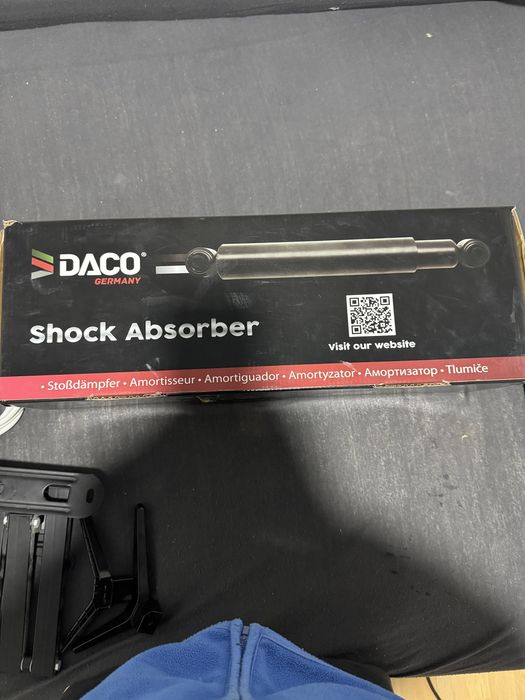 DACO®
GERMANY
Shock Absorber
Visit our website
• Stoßdämpfer • Amortisseur • Amortiguador • Amortyzator • Амортизатор • Tlumiče